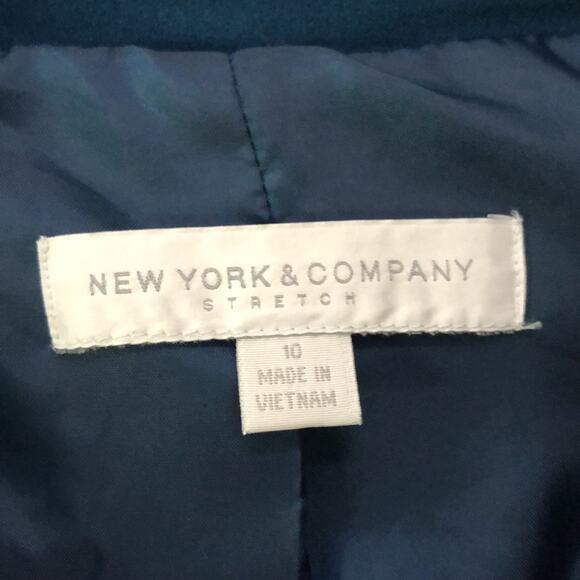 NEW YORK & COMPANY
STRETCH
10
MADE IN
VIETNAM